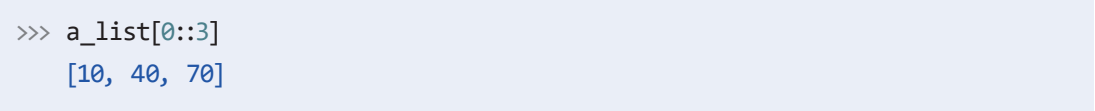 >>> a_list[0::3]
[10, 40, 70]